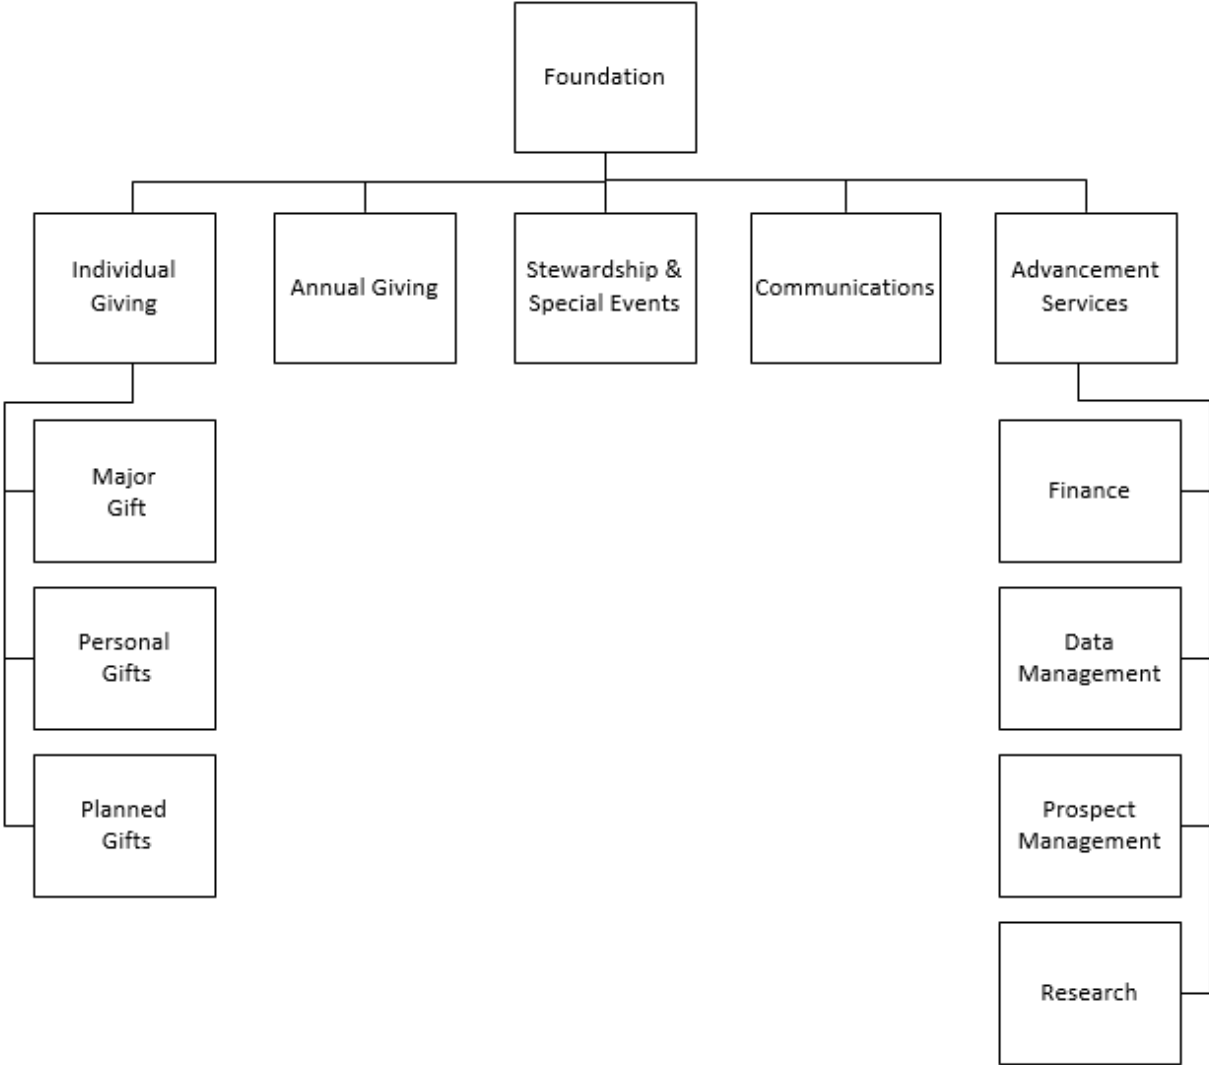 Foundation
Individual
Giving
Annual Giving
Stewardship &
Special Events
Communications
Advancement
Services
Major
Gift
Personal
Gifts
Planned
Gifts
Finance
Data
Management
Prospect
Management
Research